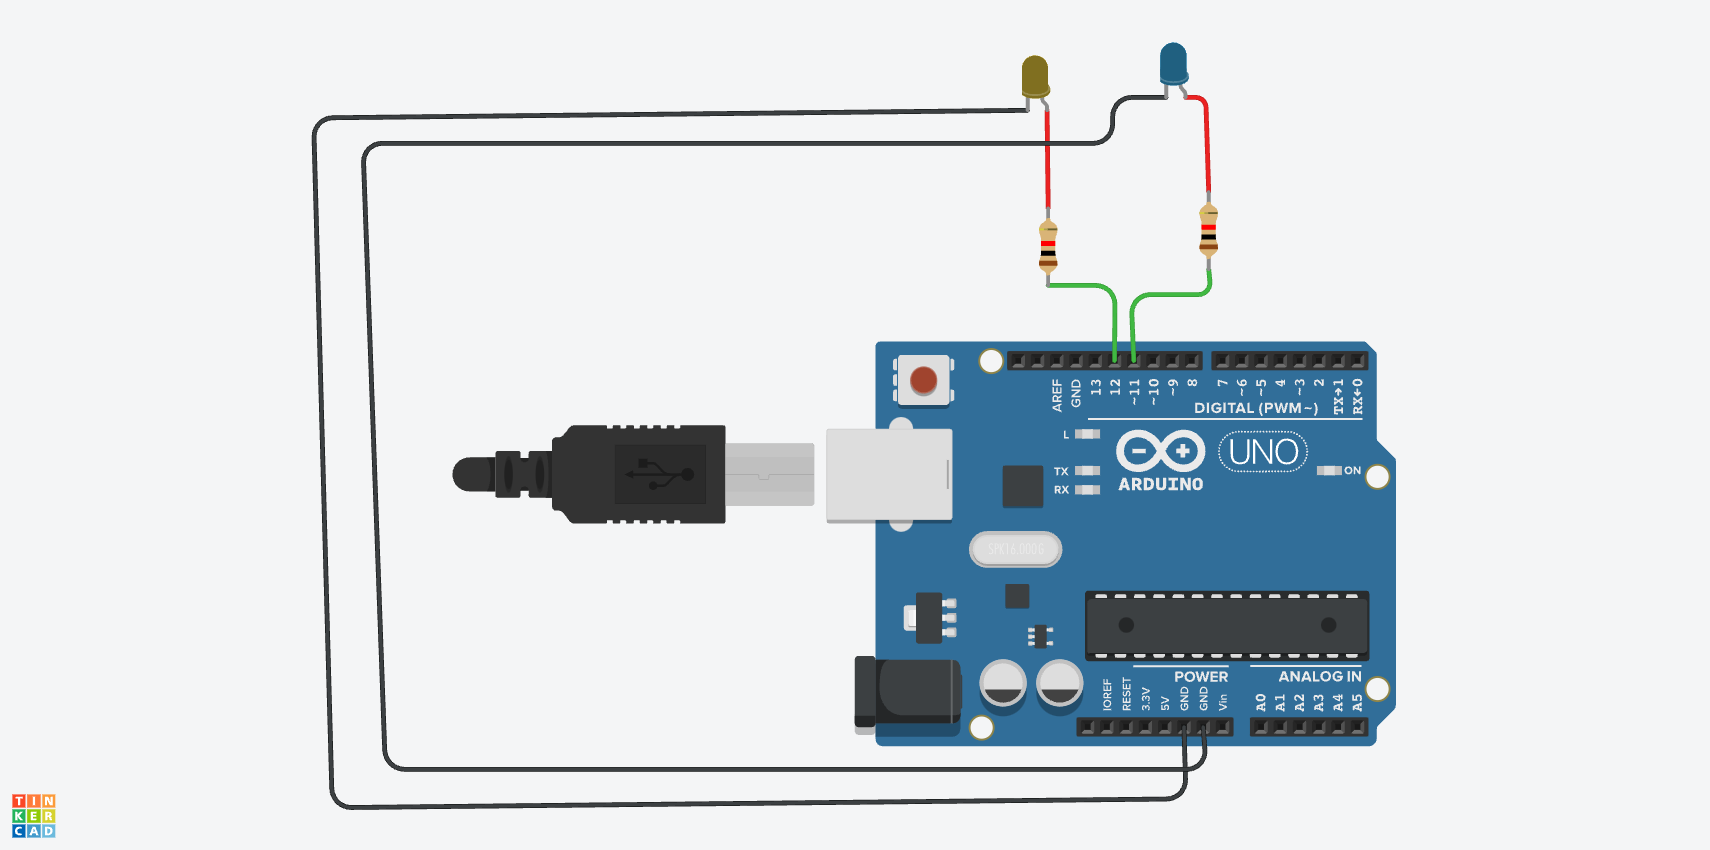 AREF
GND
13
12
~11
~10
~9
8
7
~6
~5
4
~3
2
TX→1
RX←0
DIGITAL (PWM~)
L
TX
RX
ARDUINO
UNO
ON
SPK16.000G
POWER
ANALOG IN
IOREF
RESET
3.3V
5V
GND
GND
Vin
A0
A1
A2
A3
A4
A5
TIN
KER
CAD